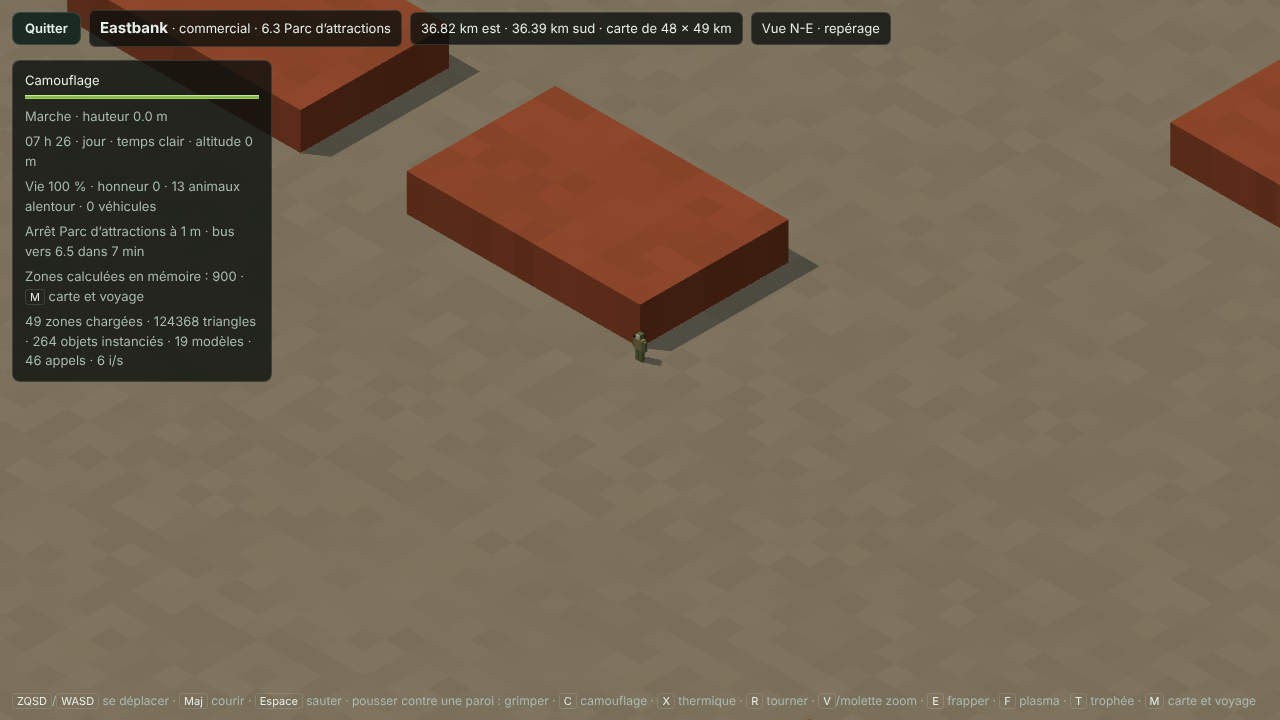 Quitter
Eastbank · commercial · 6.3 Parc d’attractions
36.82 km est · 36.39 km sud · carte de 48 × 49 km
Vue N-E · repérage
Camouflage
Marche · hauteur 0.0 m
07 h 26 · jour · temps clair · altitude 0
m
Vie 100 % · honneur 0 · 13 animaux
alentour · 0 véhicules
Arrêt Parc d’attractions à 1 m · bus
vers 6.5 dans 7 min
Zones calculées en mémoire : 900 ·
M carte et voyage
49 zones chargées · 124368 triangles
· 264 objets instanciés · 19 modèles ·
46 appels · 6 i/s
ZQSD / WASD se déplacer · Maj courir · Espace sauter · pousser contre une paroi : grimper · C camouflage · X thermique · R tourner · V /molette zoom · E frapper · F plasma · T trophée · M carte et voyage